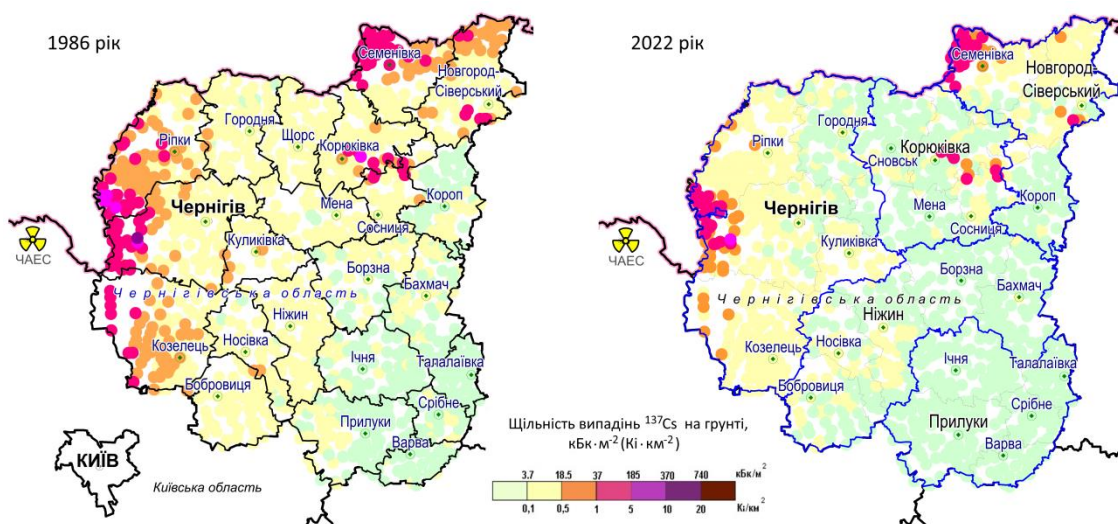 1986 рік
Семенівка
Новгород-
Сіверський
Городня
Щорс
Ріпки
Корюківка
Короп
Чернігів
Мена
Сосниця
ЧАЕС
Куликівка
Борзна
Чернігівська область
Бахмач
Ніжин
Козелець
Носівка
Ічня
Талалаївка
Бобровиця
Срібне
Прилуки
Варва
КИЇВ
Київська область
2022 рік
Семенівка
Новгород-
Сіверський
Городня
Ріпки
Корюківка
Сновськ
Короп
Чернігів
Мена
Сосниця
ЧАЕС
Куликівка
Борзна
Чернігівська область
Бахмач
Ніжин
Козелець
Носівка
Ічня
Талалаївка
Бобровиця
Срібне
Прилуки
Варва
Щільність випадінь ¹³⁷Cs на грунті,
кБк·м⁻² (Кі·км⁻²)
3.7 18.5 37 185 370 740 кБк/м²
0,1 0,5 1 5 10 20 Кі/км²